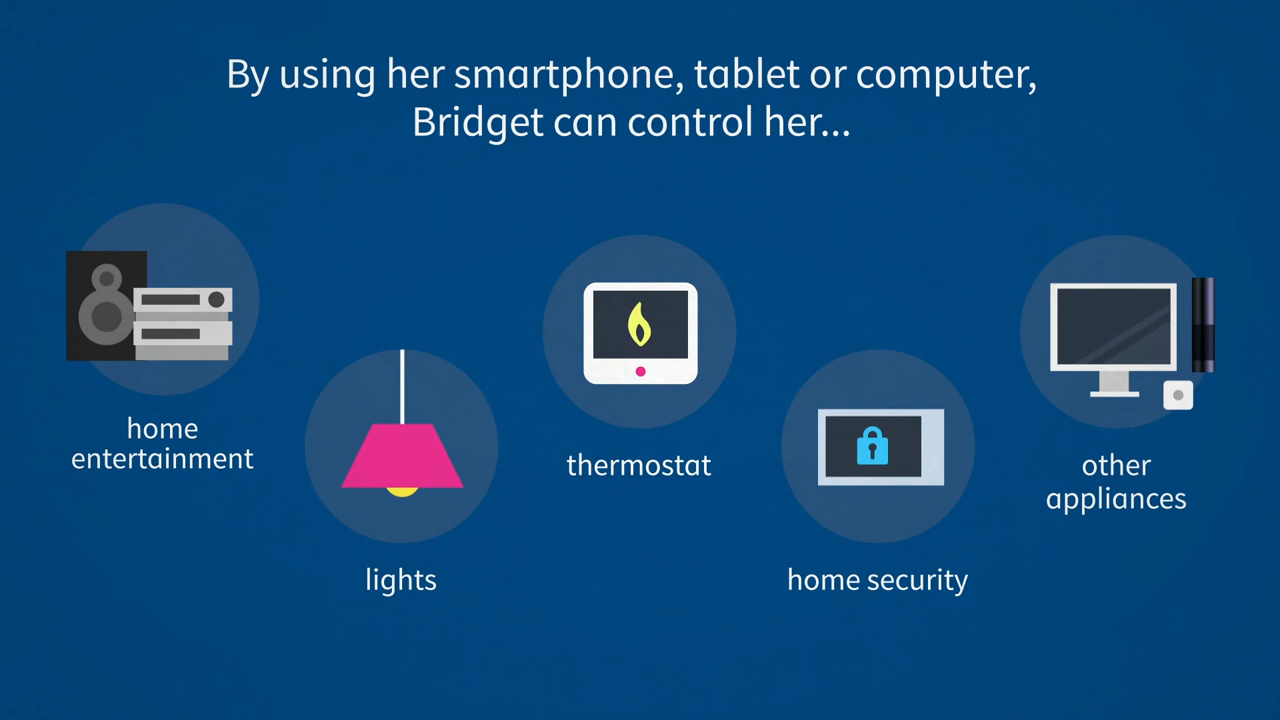 By using her smartphone, tablet or computer,
Bridget can control her...
home
entertainment
lights
thermostat
home security
other
appliances